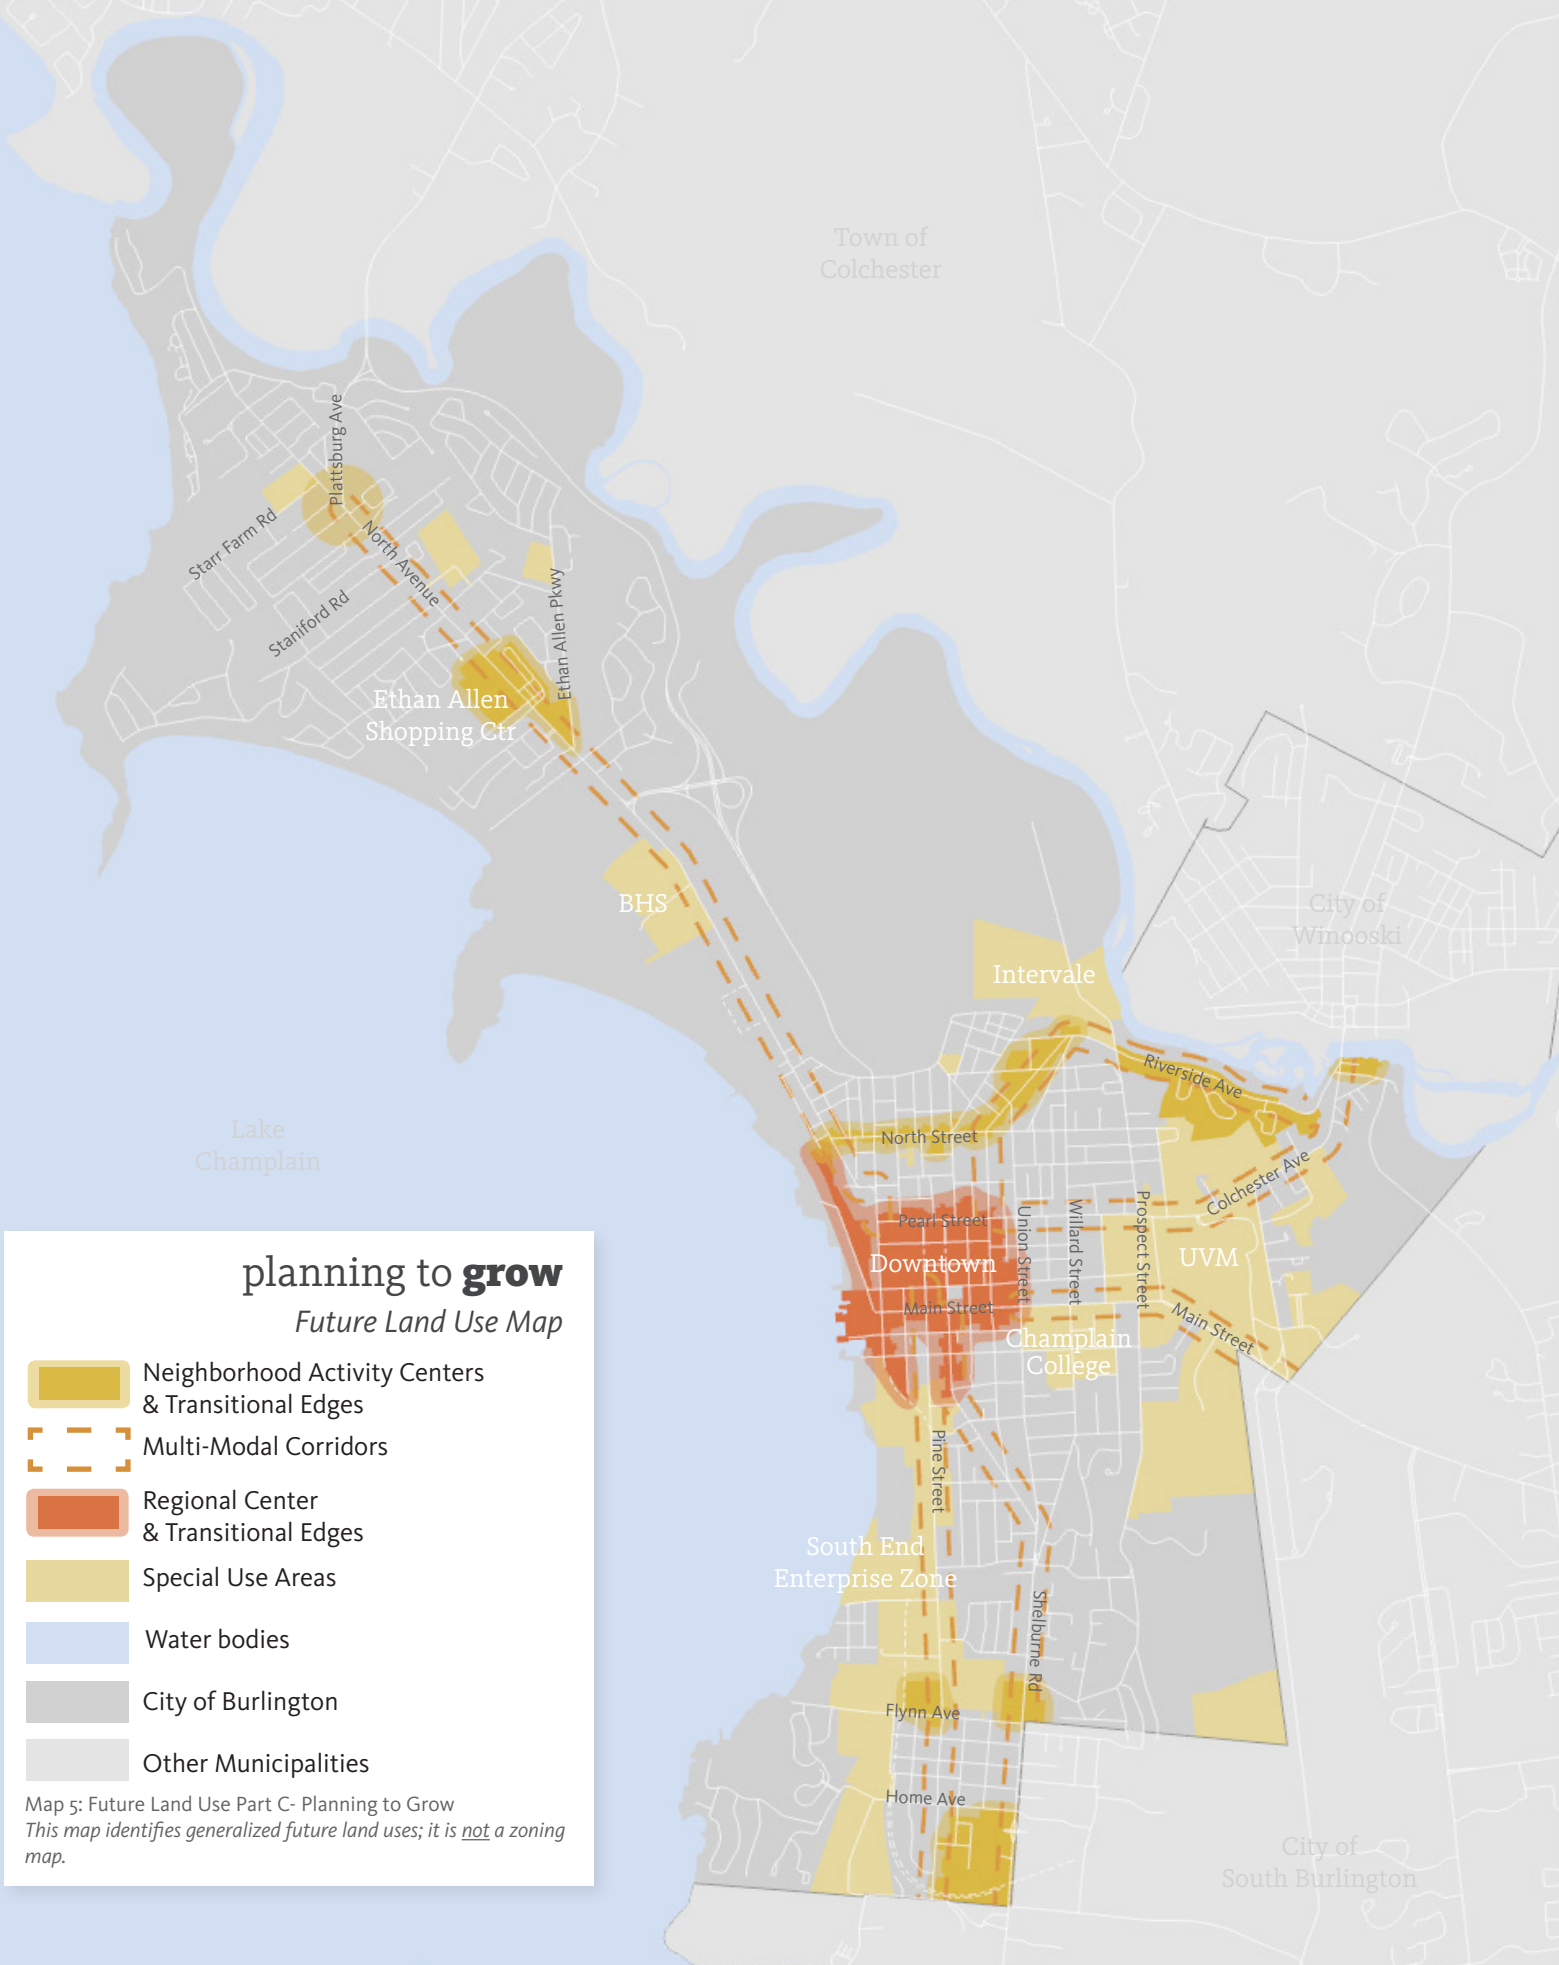 Town of
Colchester
Plattsburg Ave
Starr Farm Rd
North Avenue
Staniford Rd
Ethan Allen Pkwy
Ethan Allen
Shopping Ctr
BHS
City of
Winooski
Intervale
Riverside Ave
Lake
Champlain
North Street
Colchester Ave
Pearl Street
Union Street
Willard Street
Prospect Street
UVM
Downtown
Main Street
Main Street
Champlain
College
Pine Street
South End
Enterprise Zone
Shelburne Rd
Flynn Ave
Home Ave
City of
South Burlington
planning to grow
Future Land Use Map
Neighborhood Activity Centers
& Transitional Edges
Multi-Modal Corridors
Regional Center
& Transitional Edges
Special Use Areas
Water bodies
City of Burlington
Other Municipalities
Map 5: Future Land Use Part C- Planning to Grow
This map identifies generalized future land uses; it is not a zoning
map.